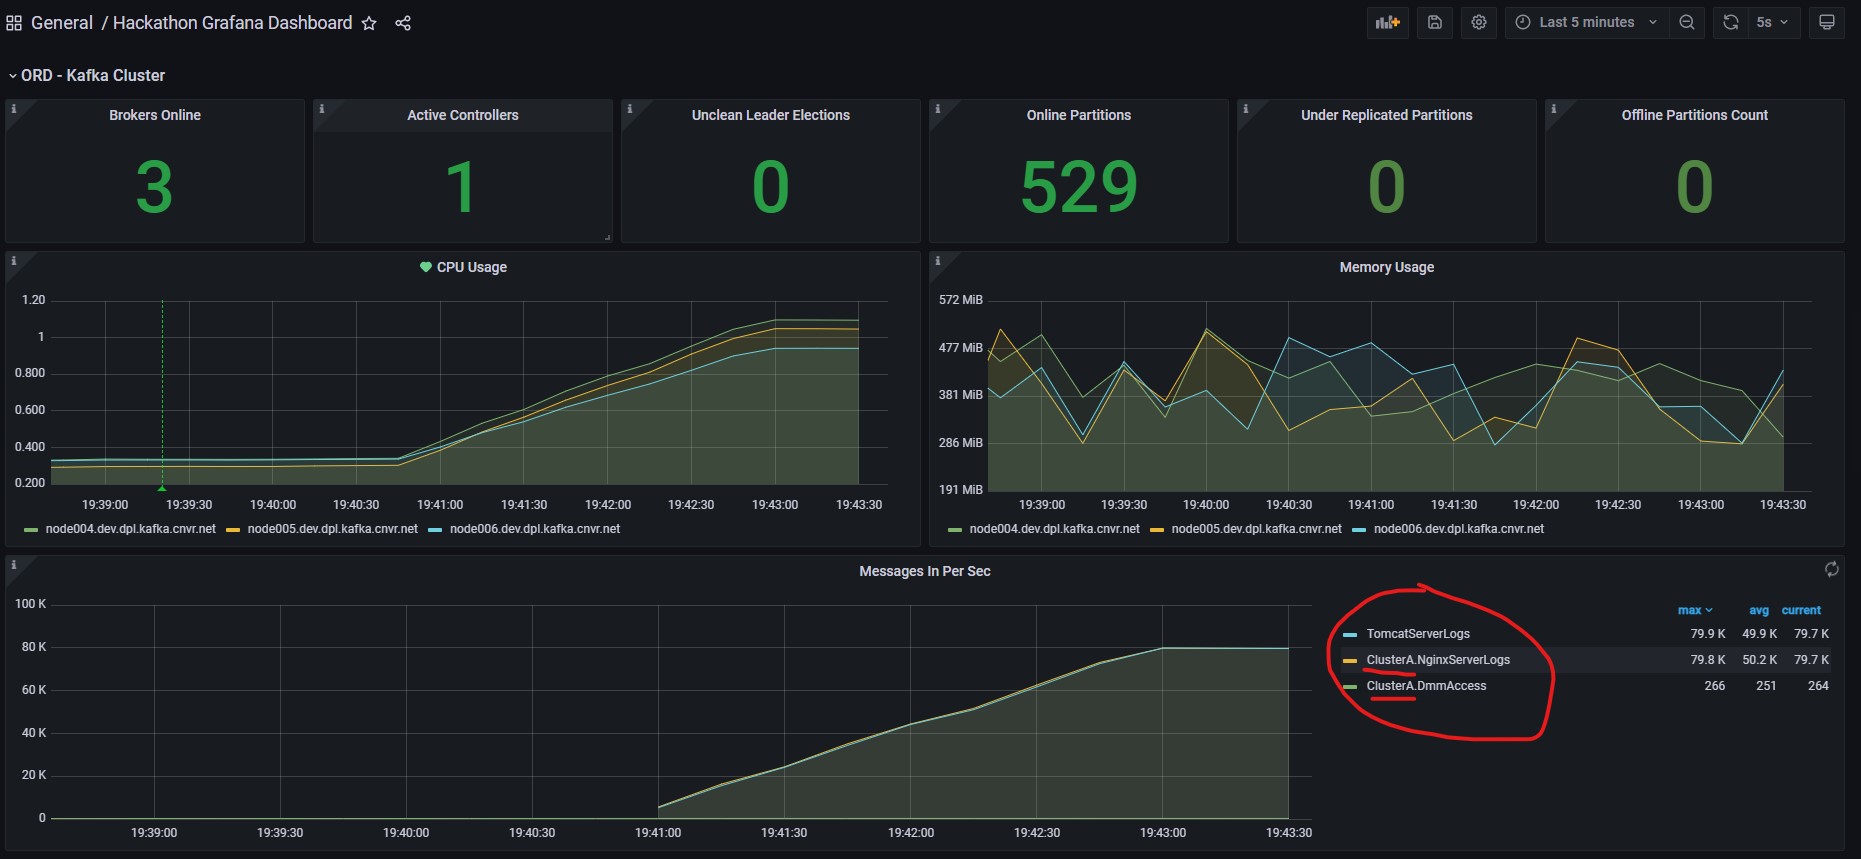 General / Hackathon Grafana Dashboard
Last 5 minutes
5s
ORD - Kafka Cluster
Brokers Online
3
Active Controllers
1
Unclean Leader Elections
0
Online Partitions
529
Under Replicated Partitions
0
Offline Partitions Count
0
CPU Usage
1.20
1
0.800
0.600
0.400
0.200
19:39:00 19:39:30 19:40:00 19:40:30 19:41:00 19:41:30 19:42:00 19:42:30 19:43:00 19:43:30
node004.dev.dpl.kafka.cnvr.net node005.dev.dpl.kafka.cnvr.net node006.dev.dpl.kafka.cnvr.net
Memory Usage
572 MiB
477 MiB
381 MiB
286 MiB
191 MiB
19:39:00 19:39:30 19:40:00 19:40:30 19:41:00 19:41:30 19:42:00 19:42:30 19:43:00 19:43:30
node004.dev.dpl.kafka.cnvr.net node005.dev.dpl.kafka.cnvr.net node006.dev.dpl.kafka.cnvr.net
Messages In Per Sec
100 K
80 K
60 K
40 K
20 K
0
19:39:00 19:39:30 19:40:00 19:40:30 19:41:00 19:41:30 19:42:00 19:42:30 19:43:00 19:43:30
max avg current
TomcatServerLogs 79.9 K 49.9 K 79.7 K
ClusterA.NginxServerLogs 79.8 K 50.2 K 79.7 K
ClusterA.DmmAccess 266 251 264